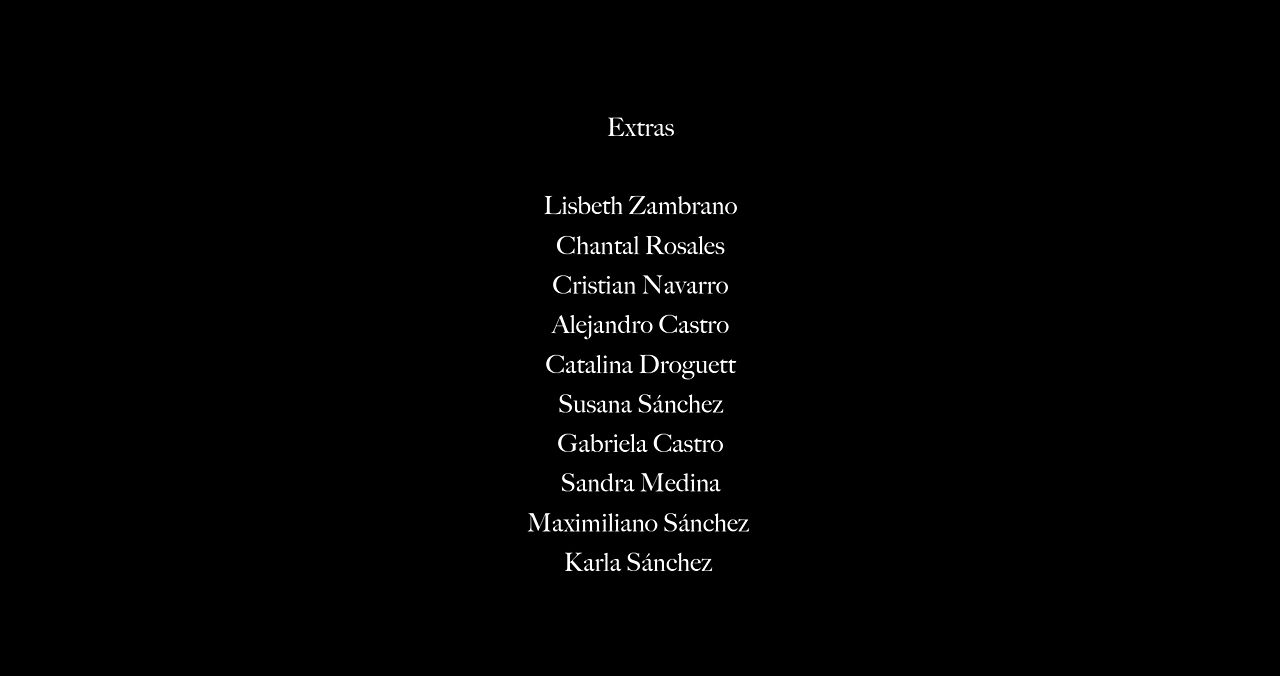 Extras
Lisbeth Zambrano
Chantal Rosales
Cristian Navarro
Alejandro Castro
Catalina Droguett
Susana Sánchez
Gabriela Castro
Sandra Medina
Maximiliano Sánchez
Karla Sánchez